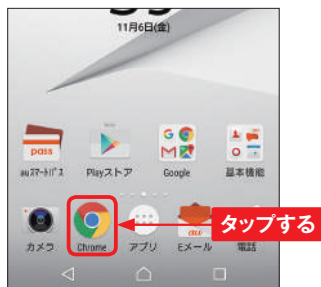 11月6日(金)
pass
auスマートパス
Playストア
Google
基本機能
au
タップする
カメラ
Chrome
アプリ
Eメール
電話